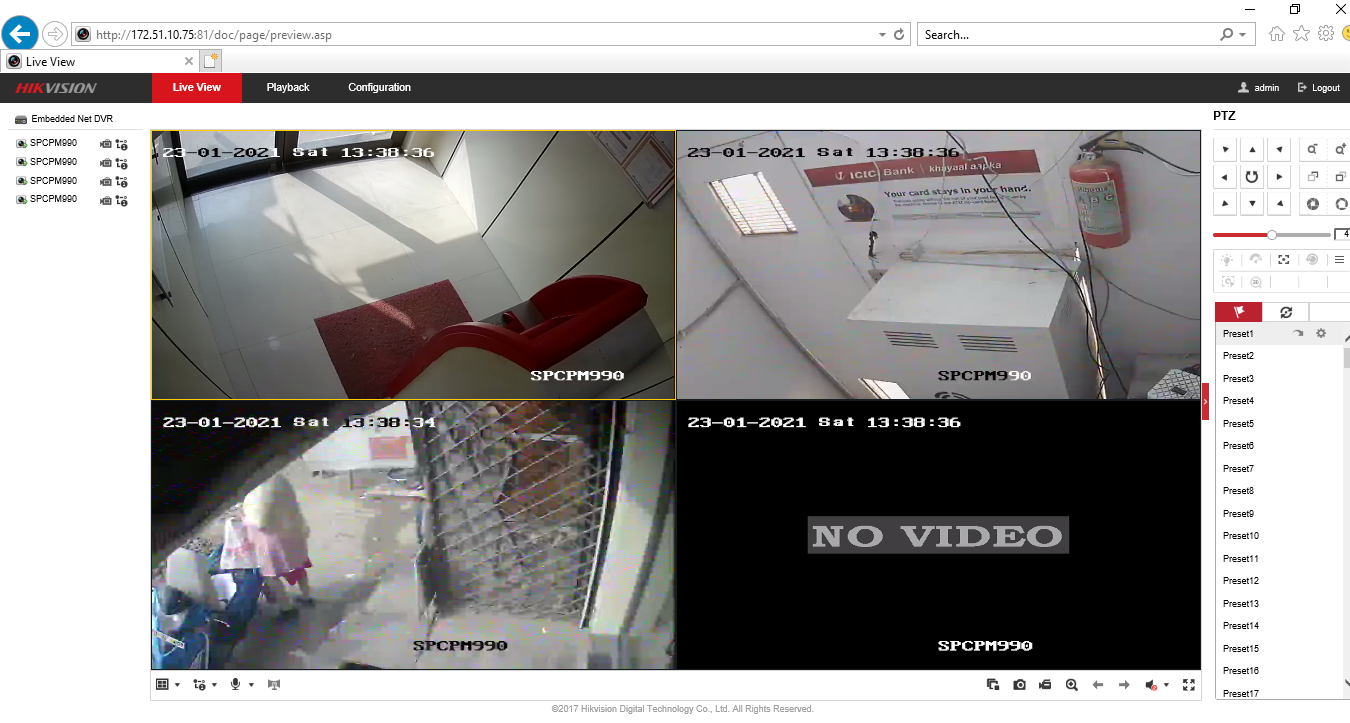 http://172.51.10.75:81/doc/page/preview.asp
Search...
Live View
HIKVISION
Live View
Playback
Configuration
admin
Logout
Embedded Net DVR
SPCPM990
SPCPM990
SPCPM990
SPCPM990
23-01-2021 Sat 13:38:36
SPCPM990
23-01-2021 Sat 13:38:36
ICICI Bank
khayaal aapka
Your card stays in your hand.
ABC
SPCPM990
23-01-2021 Sat 13:38:34
SPCPM990
23-01-2021 Sat 13:38:36
NO VIDEO
SPCPM990
PTZ
4
Preset1
Preset2
Preset3
Preset4
Preset5
Preset6
Preset7
Preset8
Preset9
Preset10
Preset11
Preset12
Preset13
Preset14
Preset15
Preset16
Preset17
©2017 Hikvision Digital Technology Co., Ltd. All Rights Reserved.